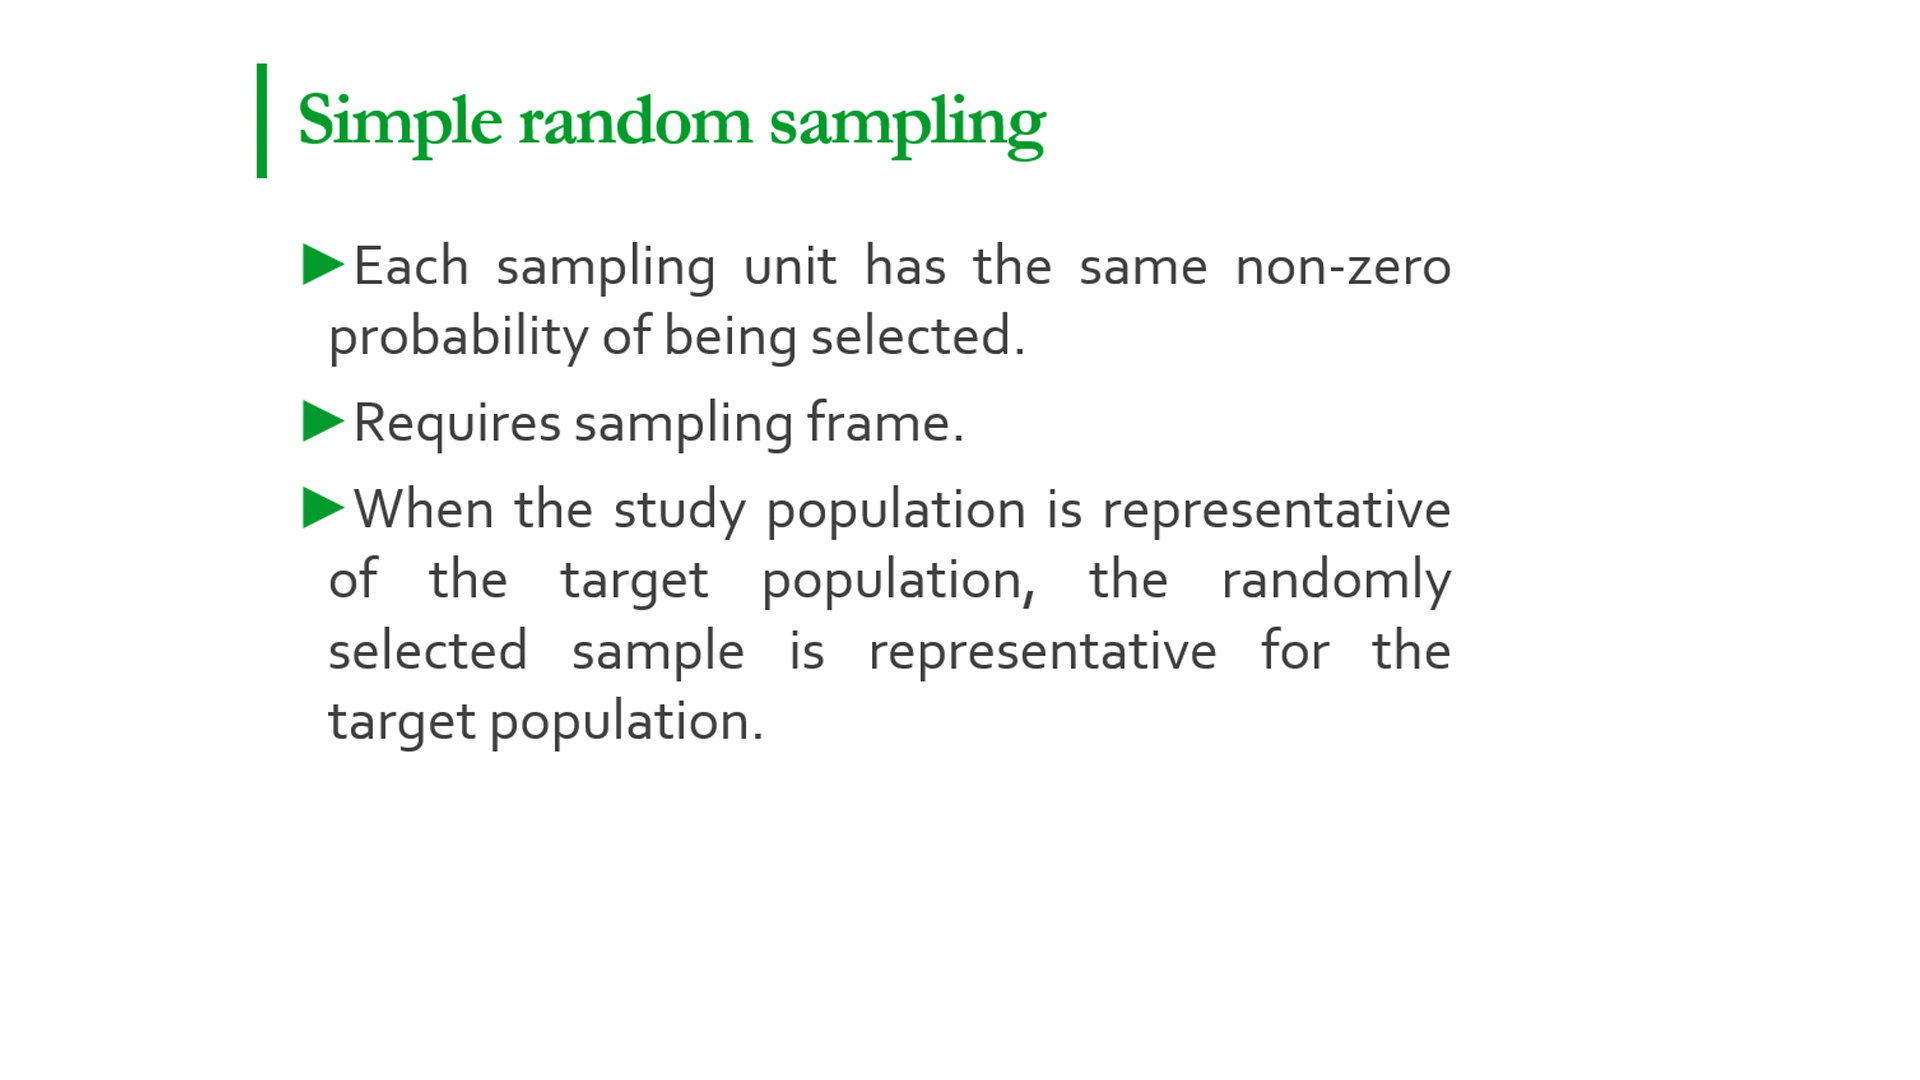 Simple random sampling
►Each sampling unit has the same non-zero
probability of being selected.
►Requires sampling frame.
►When the study population is representative
of the target population, the randomly
selected sample is representative for the
target population.